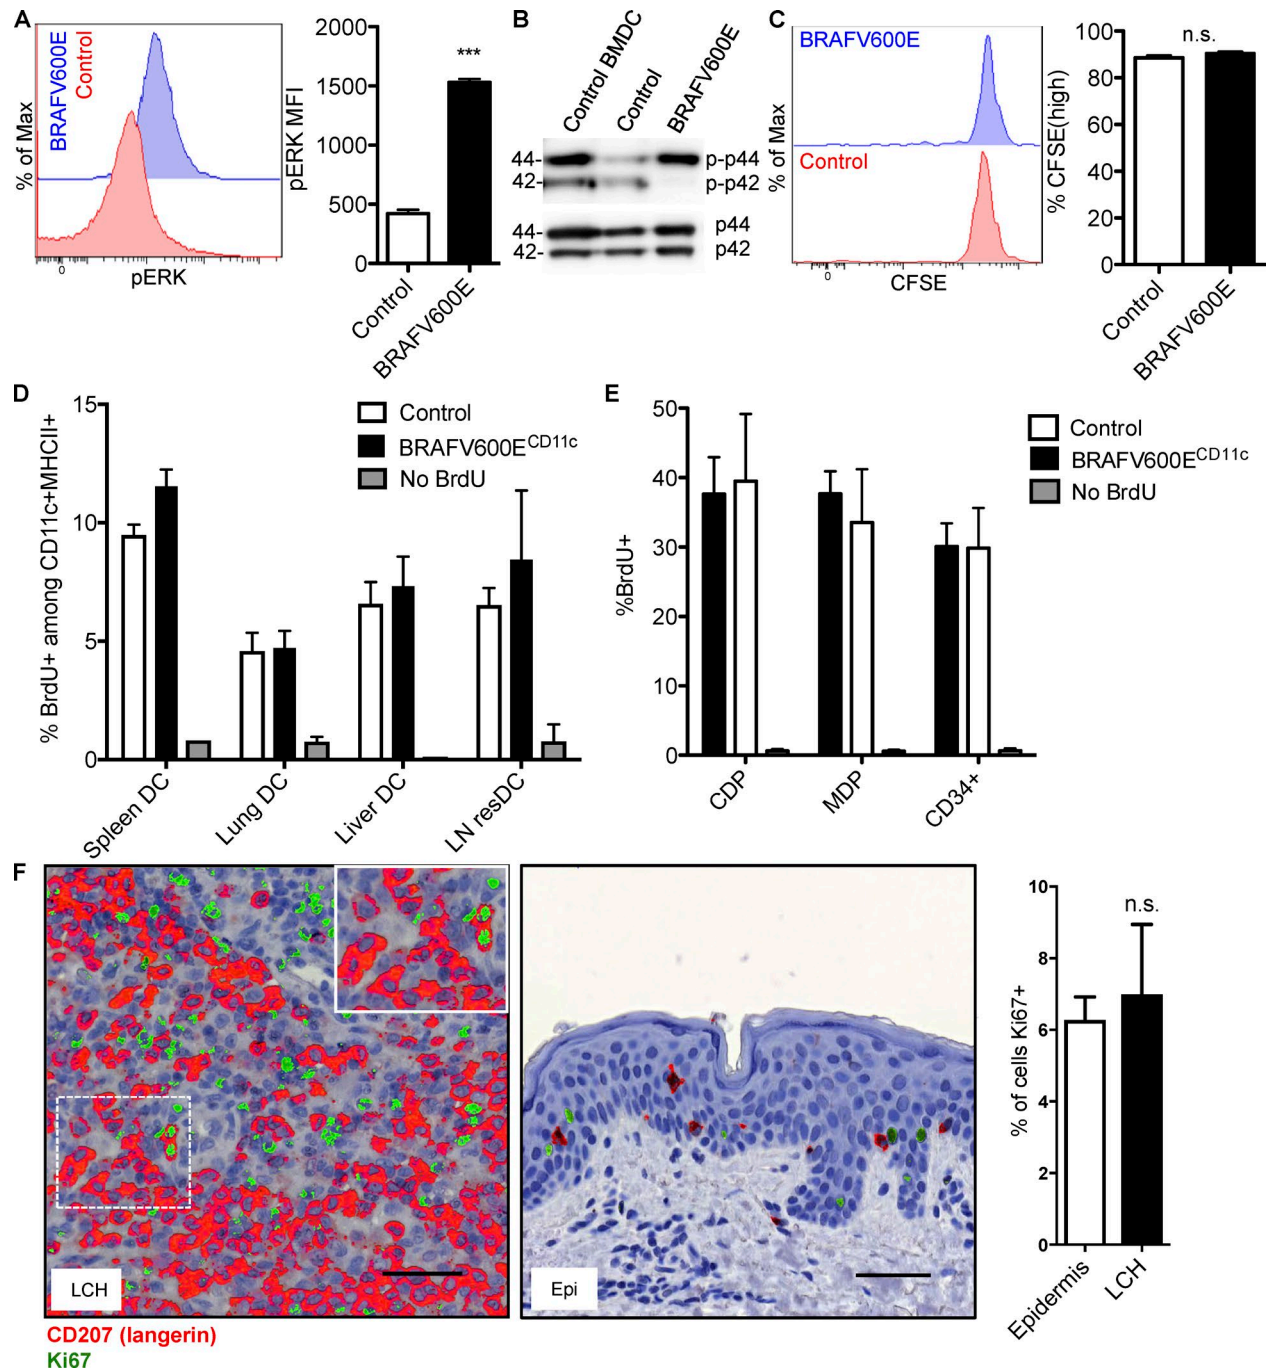 A
BRAFV600E
Control
% of Max
0
pERK
pERK MFI
2000
1500
1000
500
0
***
Control
BRAFV600E
B
Control BMDC
Control
BRAFV600E
44-
42-
p-p44
p-p42
44-
42-
p44
p42
C
BRAFV600E
Control
% of Max
0
CFSE
% CFSE(high)
100
80
60
40
20
0
n.s.
Control
BRAFV600E
D
% BrdU+ among CD11c+MHCII+
15
10
5
0
Control
BRAFV600E^CD11c
No BrdU
Spleen DC
Lung DC
Liver DC
LN resDC
E
%BrdU+
50
40
30
20
10
0
Control
BRAFV600E^CD11c
No BrdU
CDP
MDP
CD34+
F
LCH
Epi
CD207 (langerin)
Ki67
% of cells Ki67+
10
8
6
4
2
0
n.s.
Epidermis
LCH